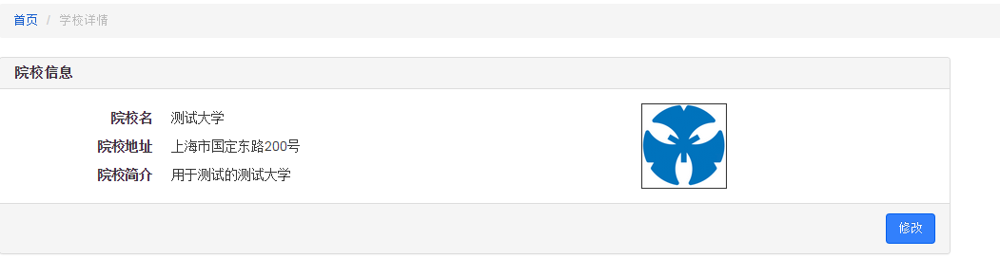 首页 / 学校详情
院校信息
院校名 测试大学
院校地址 上海市国定东路200号
院校简介 用于测试的测试大学
修改